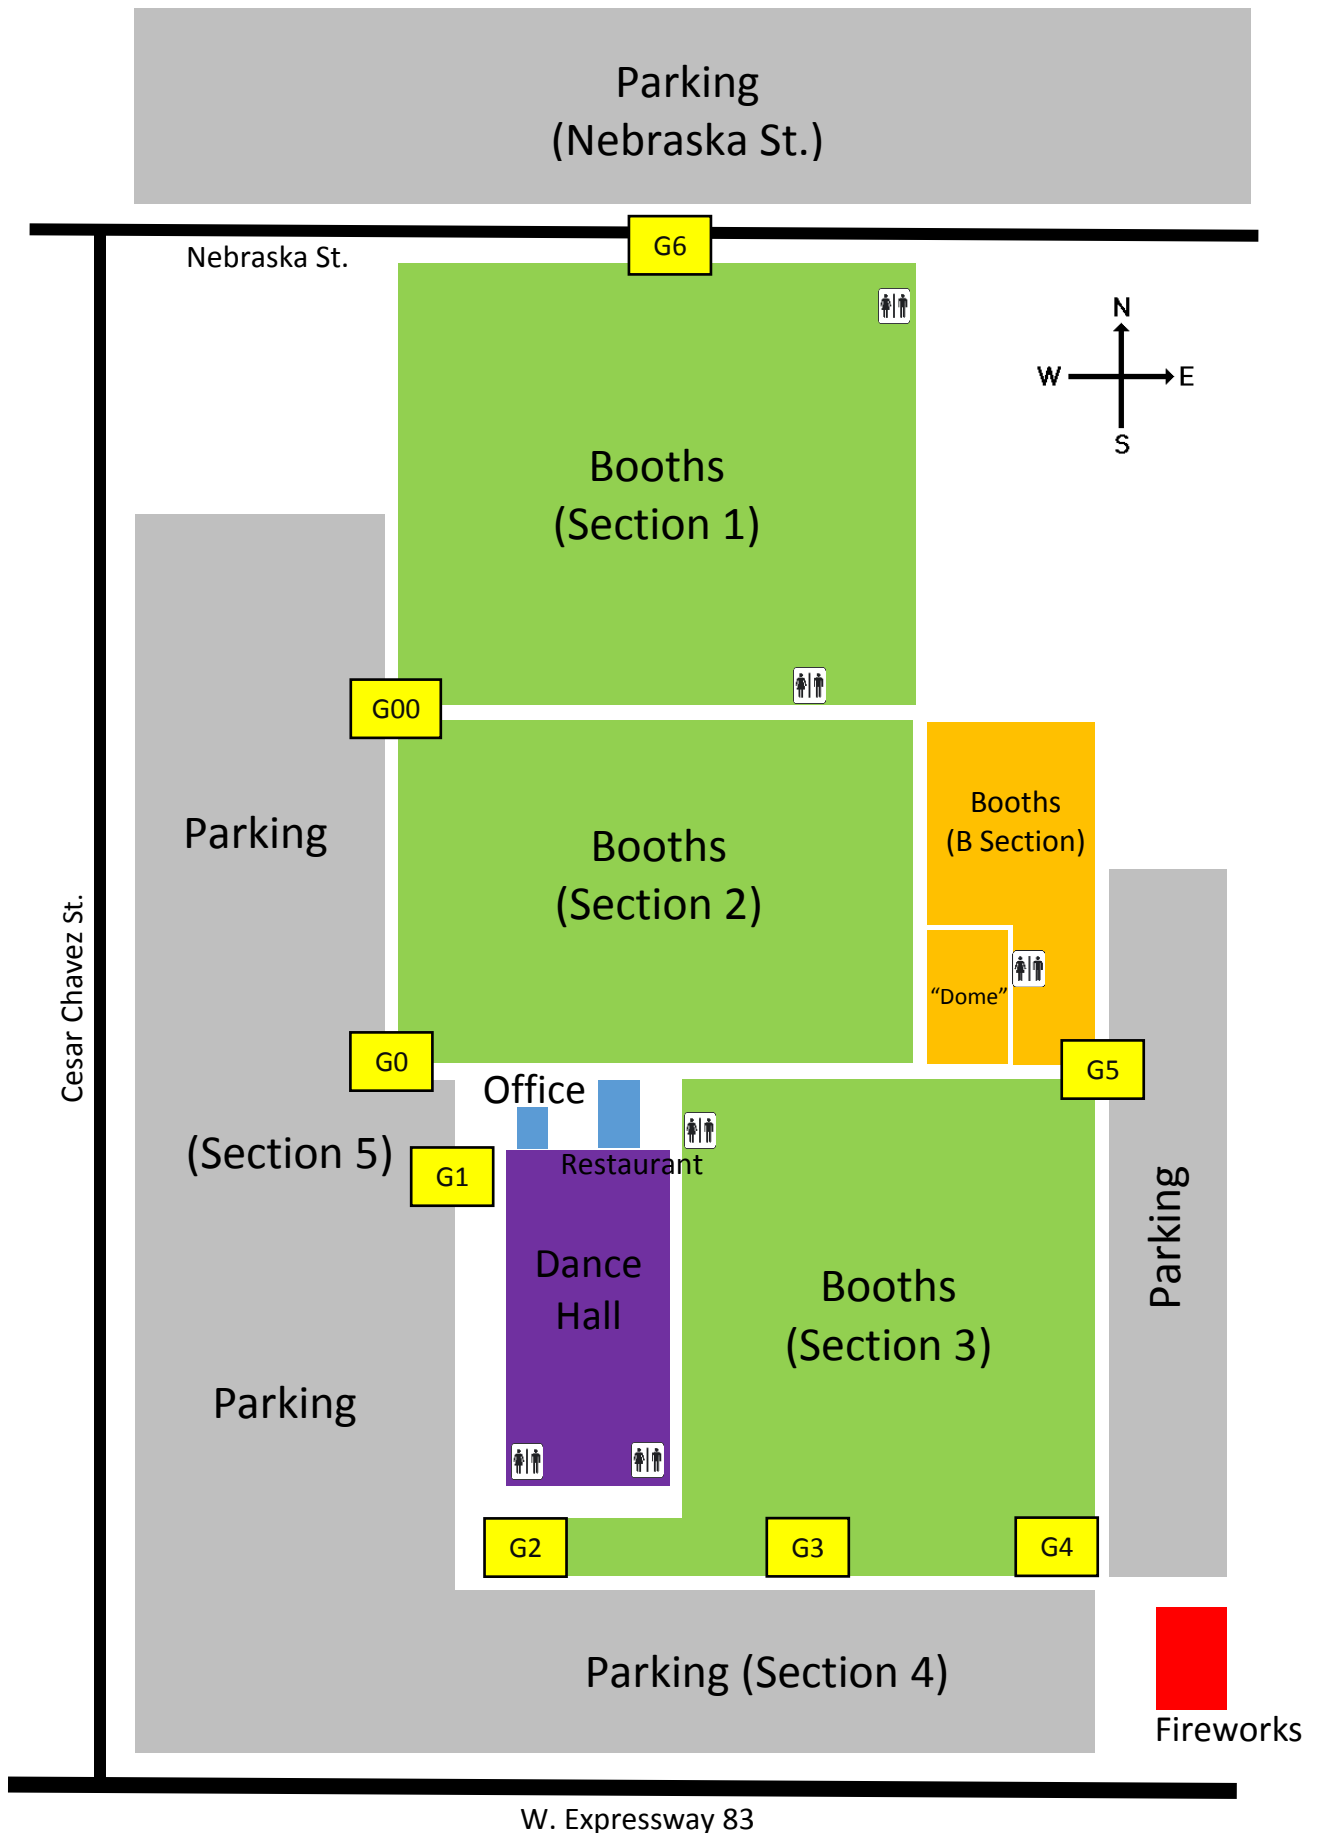 Parking
(Nebraska St.)
G6
Nebraska St.
N
W
E
S
Booths
(Section 1)
G00
Parking
Booths
(Section 2)
Booths
(B Section)
Cesar Chavez St.
“Dome”
G0
G5
Office
(Section 5)
G1
Restaurant
Dance
Hall
Booths
(Section 3)
Parking
Parking
G2
G3
G4
Parking (Section 4)
Fireworks
W. Expressway 83